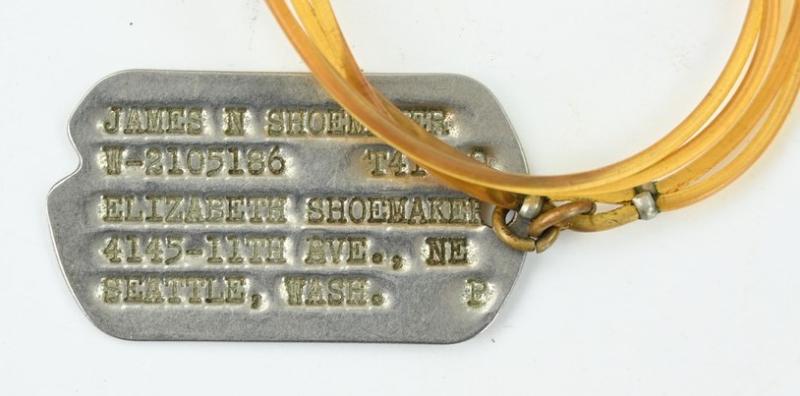 JAMES N SHOEMAKER
W-2105186
ELIZABETH SHOEMAKER
4145-11TH AVE., NE
SEATTLE, WASH. P